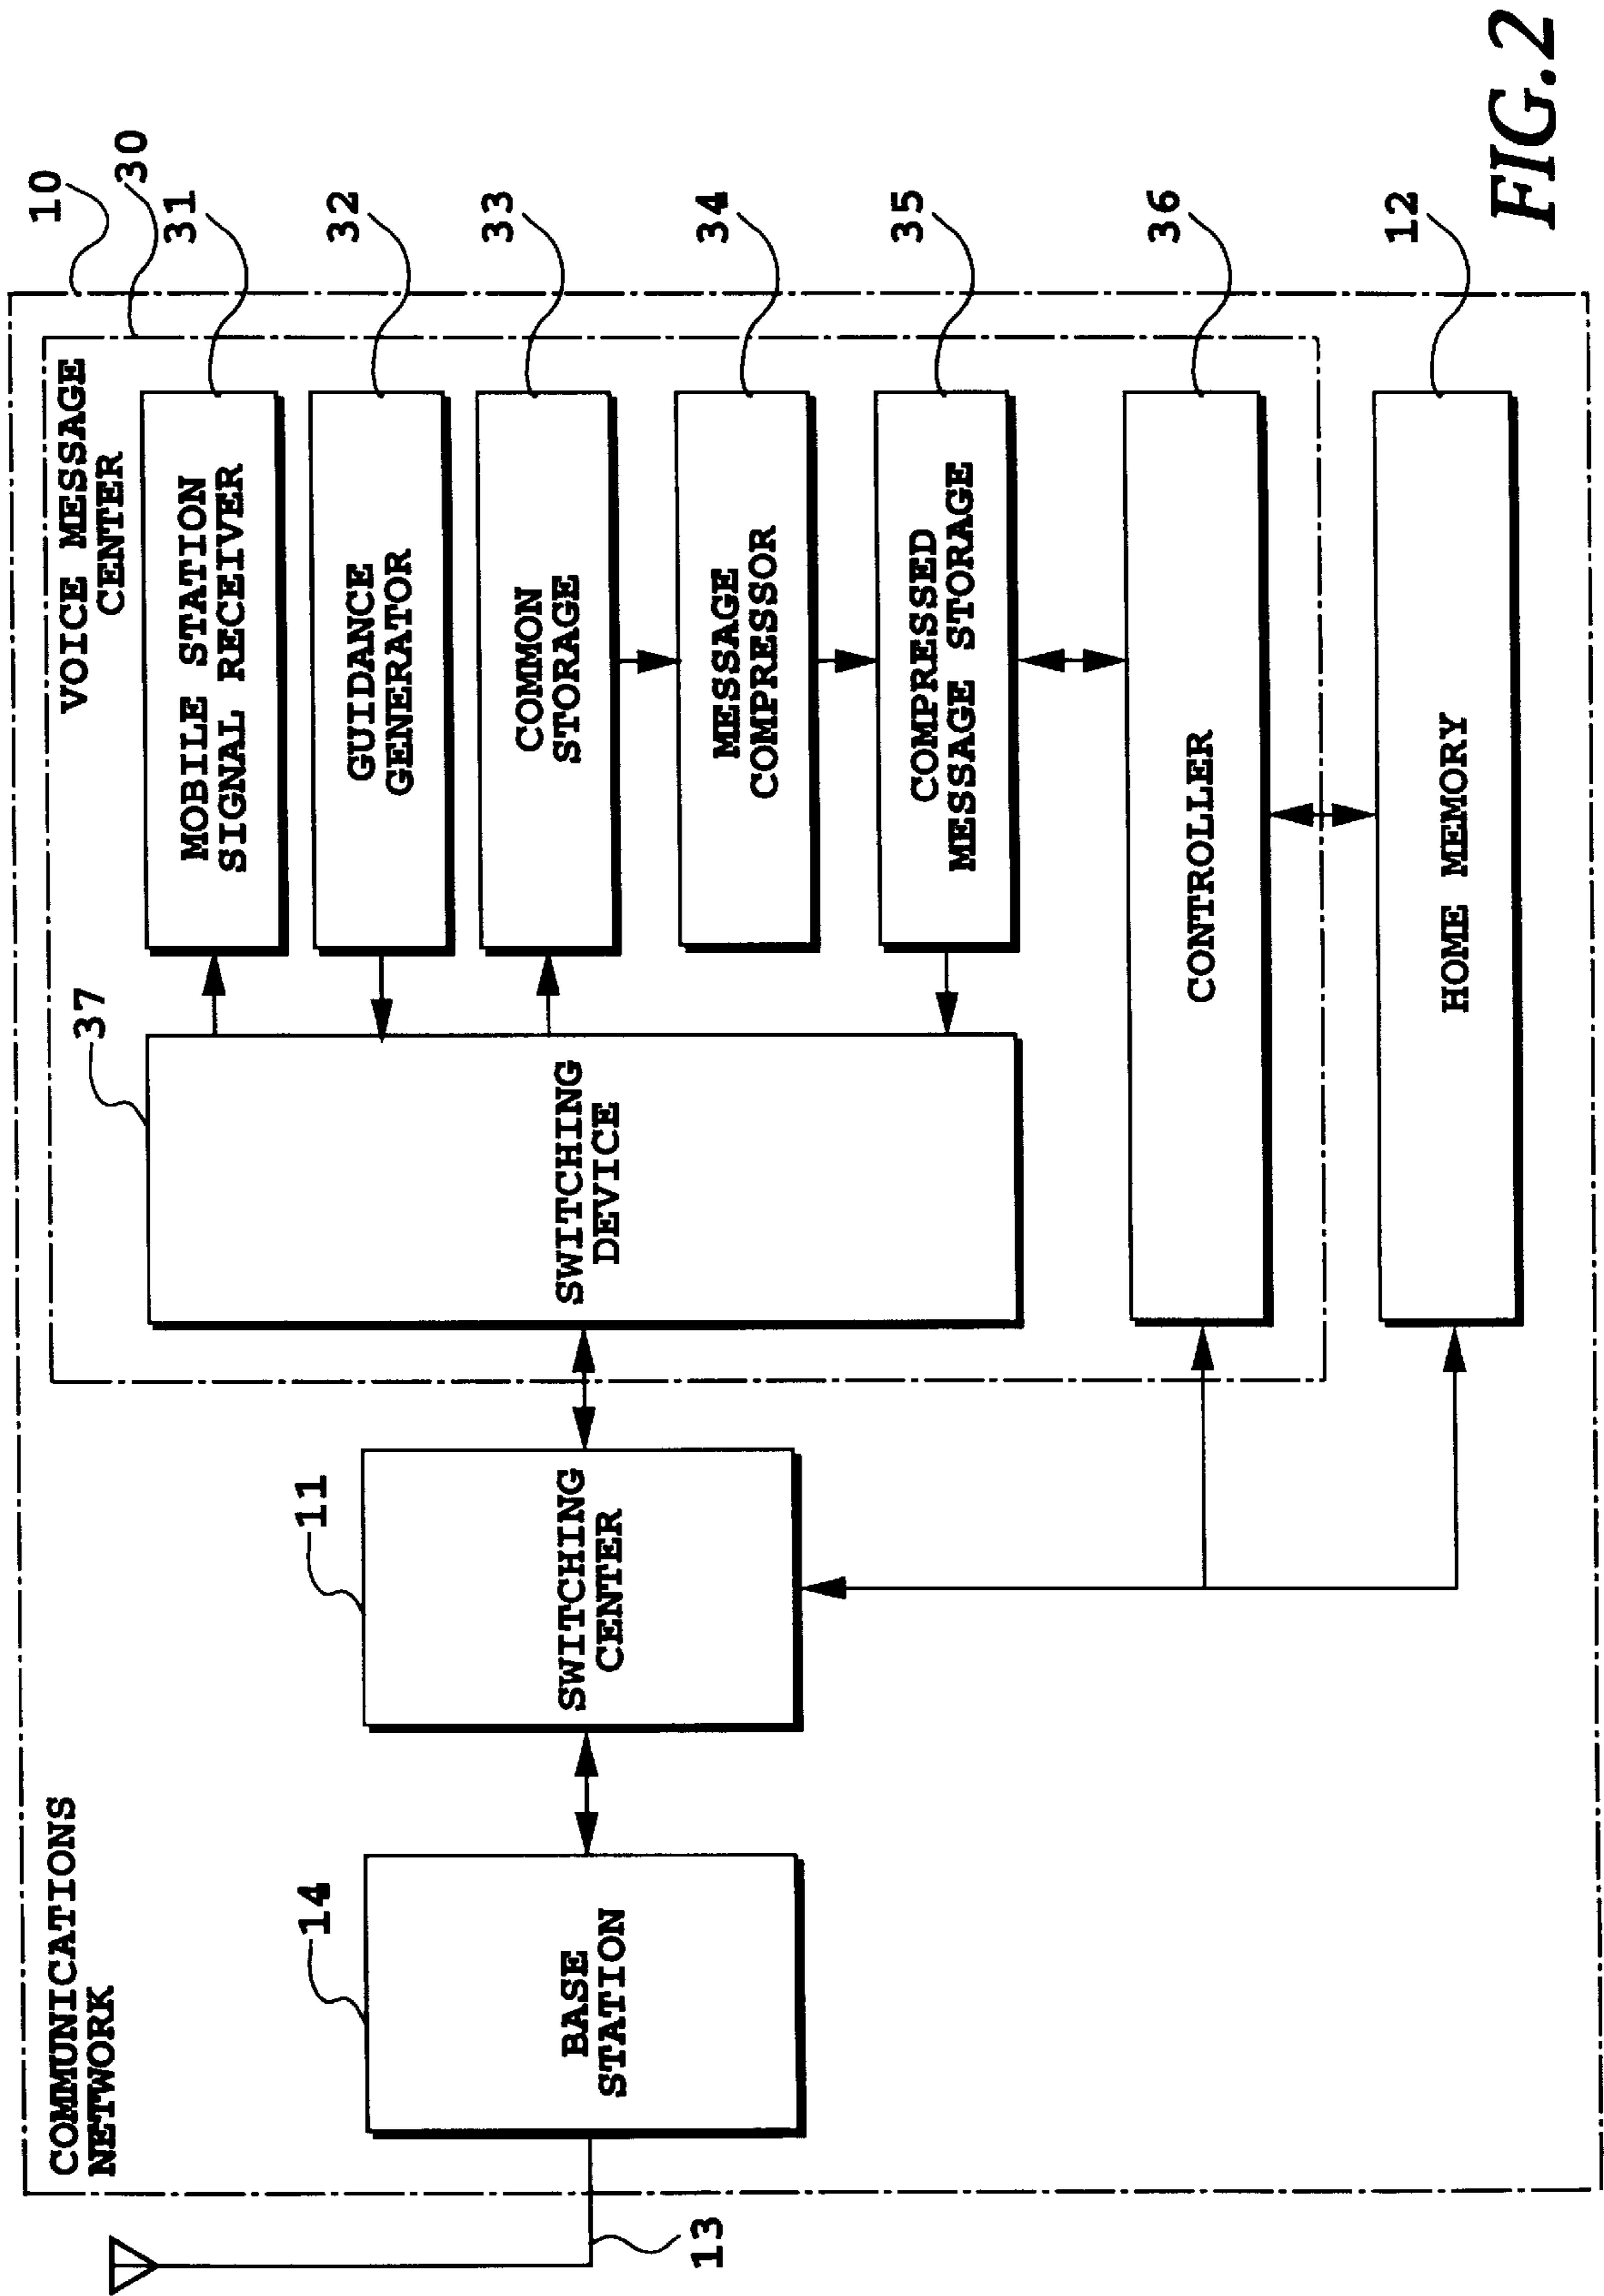 COMMUNICATIONS
NETWORK
VOICE MESSAGE
CENTER
10
30
37
MOBILE STATION
SIGNAL RECEIVER
31
GUIDANCE
GENERATOR
32
14
BASE
STATION
11
SWITCHING
CENTER
SWITCHING
DEVICE
COMMON
STORAGE
33
MESSAGE
COMPRESSOR
34
COMPRESSED
MESSAGE STORAGE
35
13
CONTROLLER
36
HOME MEMORY
12
FIG.2